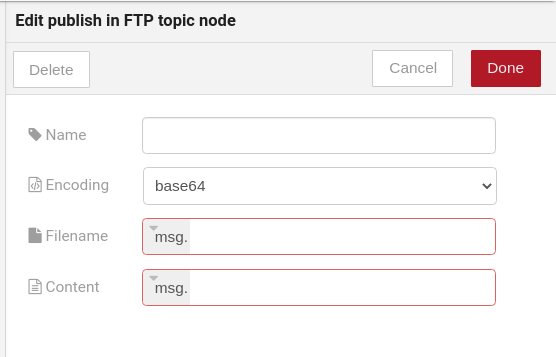 Edit publish in FTP topic node
Delete
Cancel
Done
Name
Encoding
base64
Filename
msg.
Content
msg.